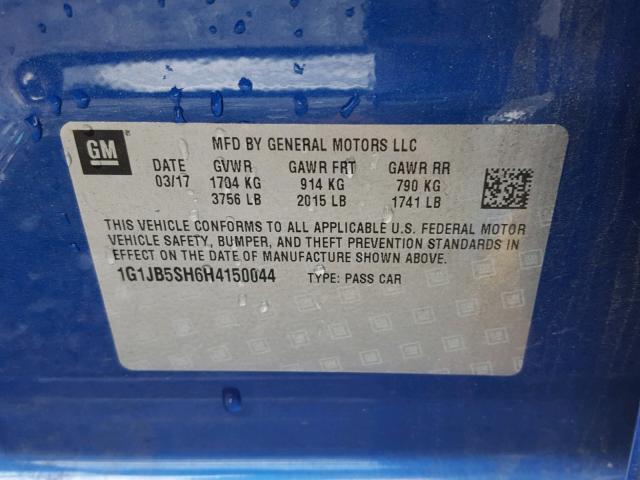 GM
MFD BY GENERAL MOTORS LLC
DATE GVWR GAWR FRT GAWR RR
03/17 1704 KG 914 KG 790 KG
3756 LB 2015 LB 1741 LB
THIS VEHICLE CONFORMS TO ALL APPLICABLE U.S. FEDERAL MOTOR
VEHICLE SAFETY, BUMPER, AND THEFT PREVENTION STANDARDS IN
EFFECT ON THE DATE OF MANUFACTURE SHOWN ABOVE.
1G1JB5SH6H4150044 TYPE: PASS CAR